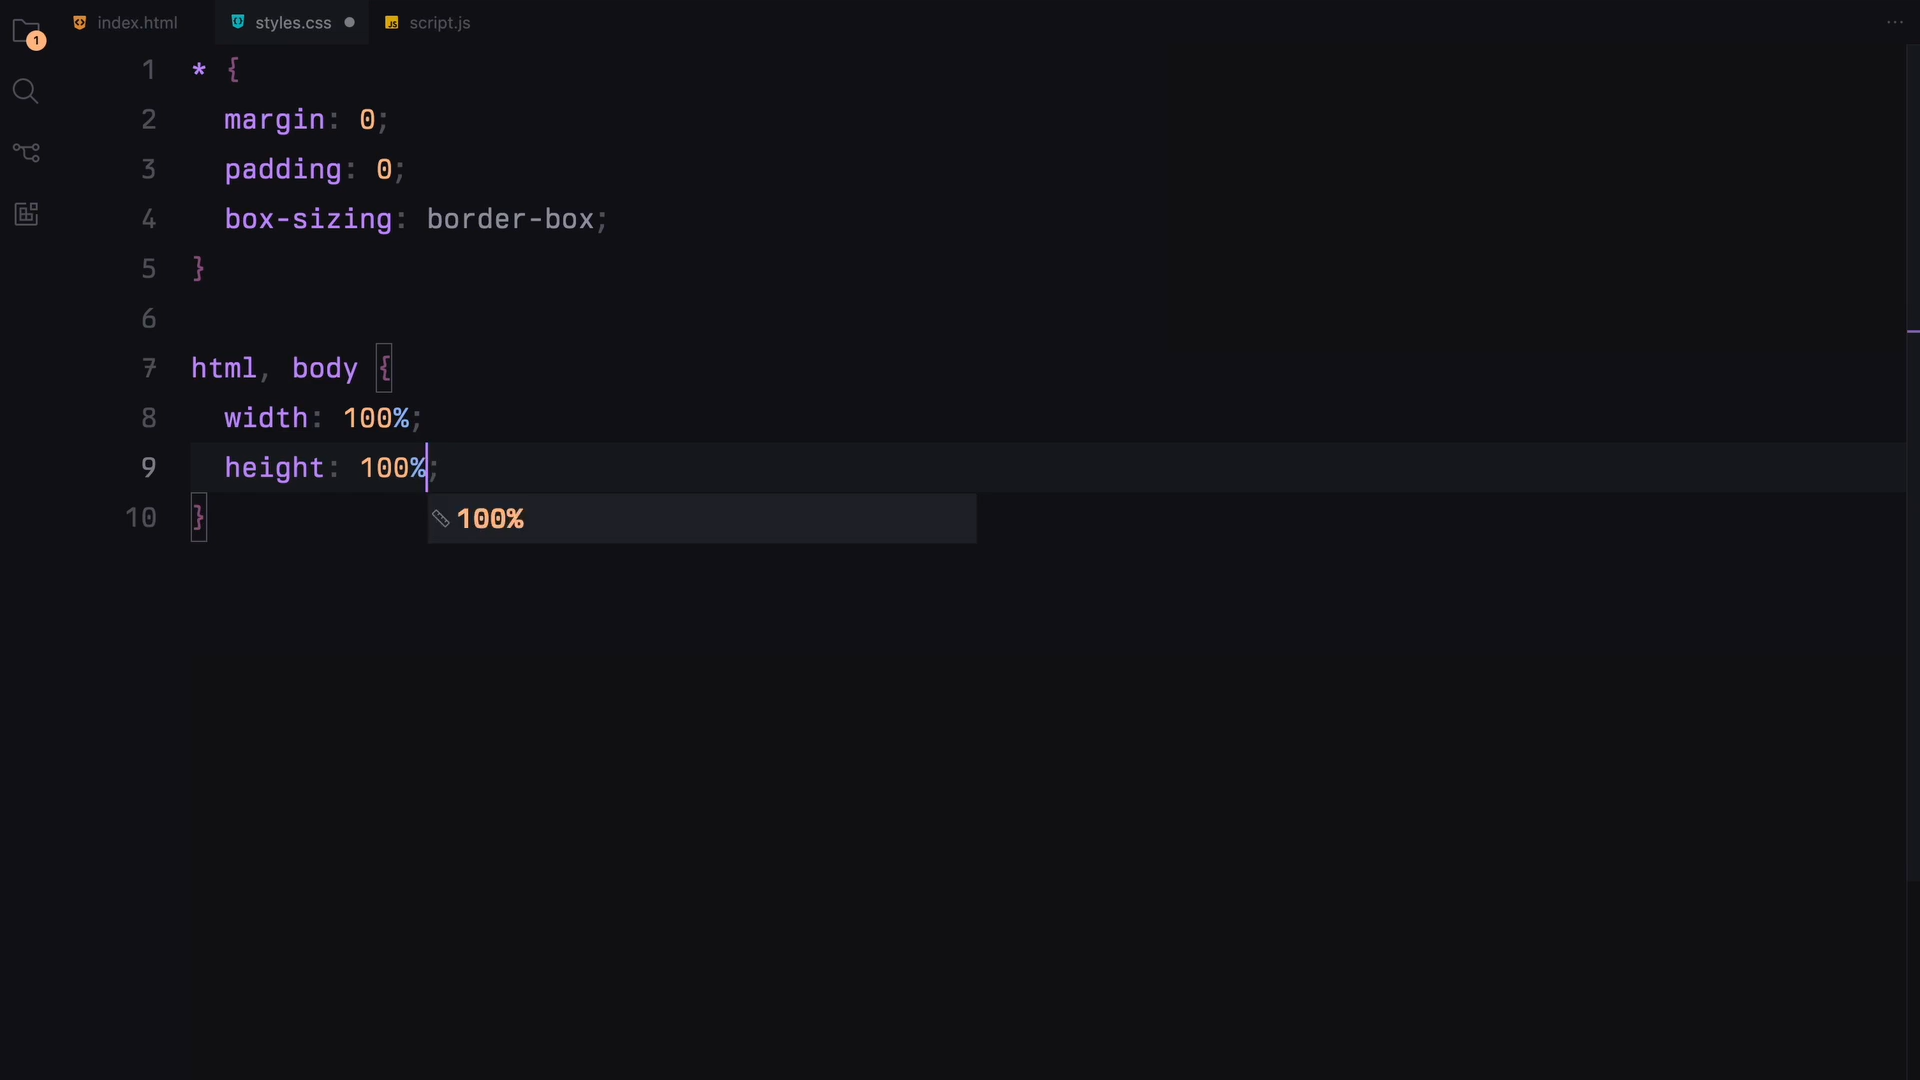 index.html styles.css script.js ...
1
1 * {
2 margin: 0;
3 padding: 0;
4 box-sizing: border-box;
5 }
6
7 html, body {
8 width: 100%;
9 height: 100%;
10 }
100%